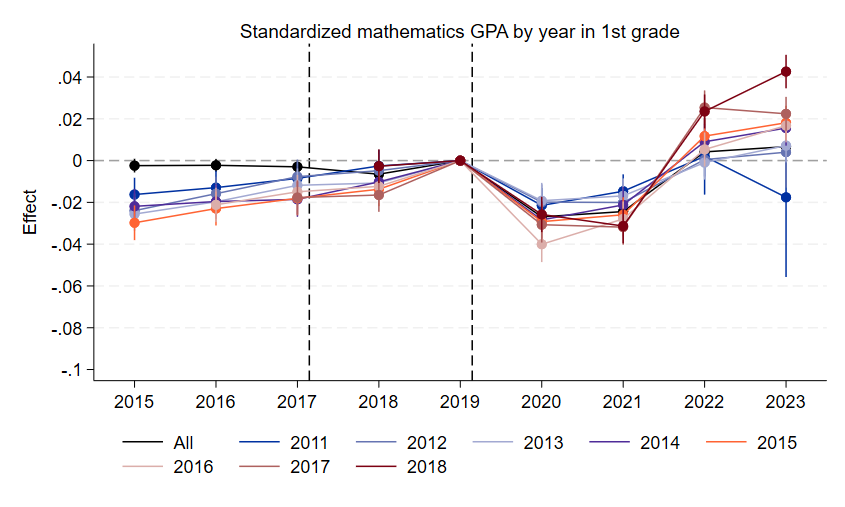 Standardized mathematics GPA by year in 1st grade
.04
.02
0
-.02
-.04
-.06
-.08
-.1
Effect
2015 2016 2017 2018 2019 2020 2021 2022 2023
All 2011 2012 2013 2014 2015
2016 2017 2018